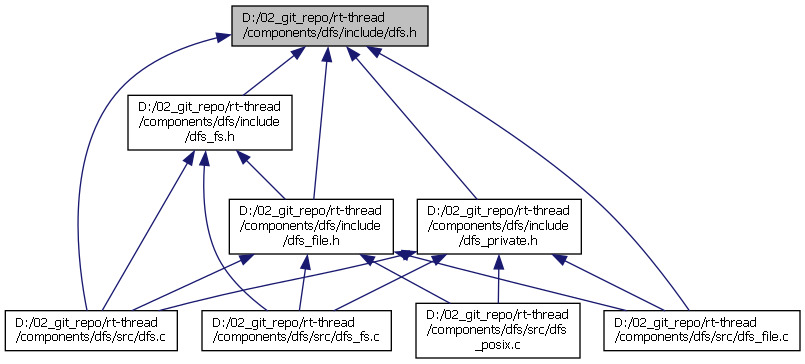 D:/02_git_repo/rt-thread
/components/dfs/include/dfs.h
D:/02_git_repo/rt-thread
/components/dfs/include
/dfs_fs.h
D:/02_git_repo/rt-thread
/components/dfs/include
/dfs_file.h
D:/02_git_repo/rt-thread
/components/dfs/include
/dfs_private.h
D:/02_git_repo/rt-thread
/components/dfs/src/dfs.c
D:/02_git_repo/rt-thread
/components/dfs/src/dfs_fs.c
D:/02_git_repo/rt-thread
/components/dfs/src/dfs
_posix.c
D:/02_git_repo/rt-thread
/components/dfs/src/dfs_file.c